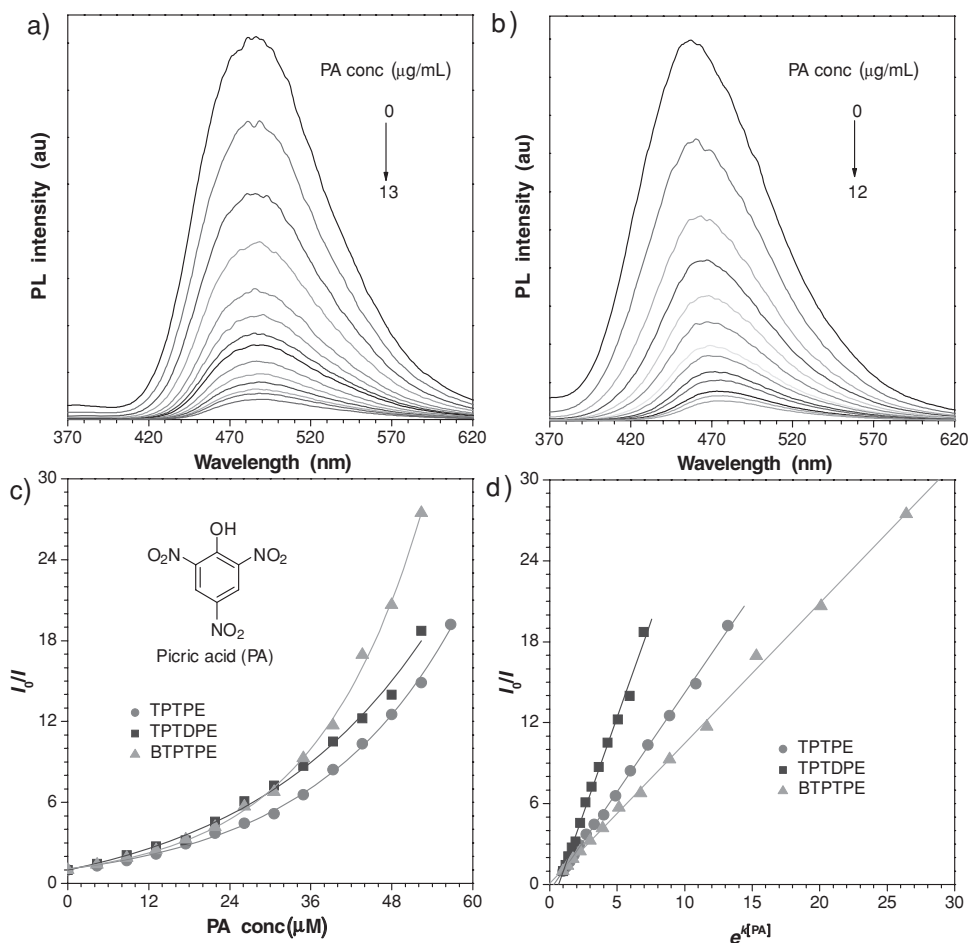 a)
PA conc (µg/mL)
0
13
PL intensity (au)
370 420 470 520 570 620
Wavelength (nm)
b)
PA conc (µg/mL)
0
12
PL intensity (au)
370 420 470 520 570 620
Wavelength (nm)
c)
30
24
18
12
6
0
I0/I
OH
O2N NO2
NO2
Picric acid (PA)
TPTPE
TPTDPE
BTPTPE
0 12 24 36 48 60
PA conc(µM)
d)
30
24
18
12
6
0
I0/I
TPTPE
TPTDPE
BTPTPE
0 5 10 15 20 25 30
e^k[PA]